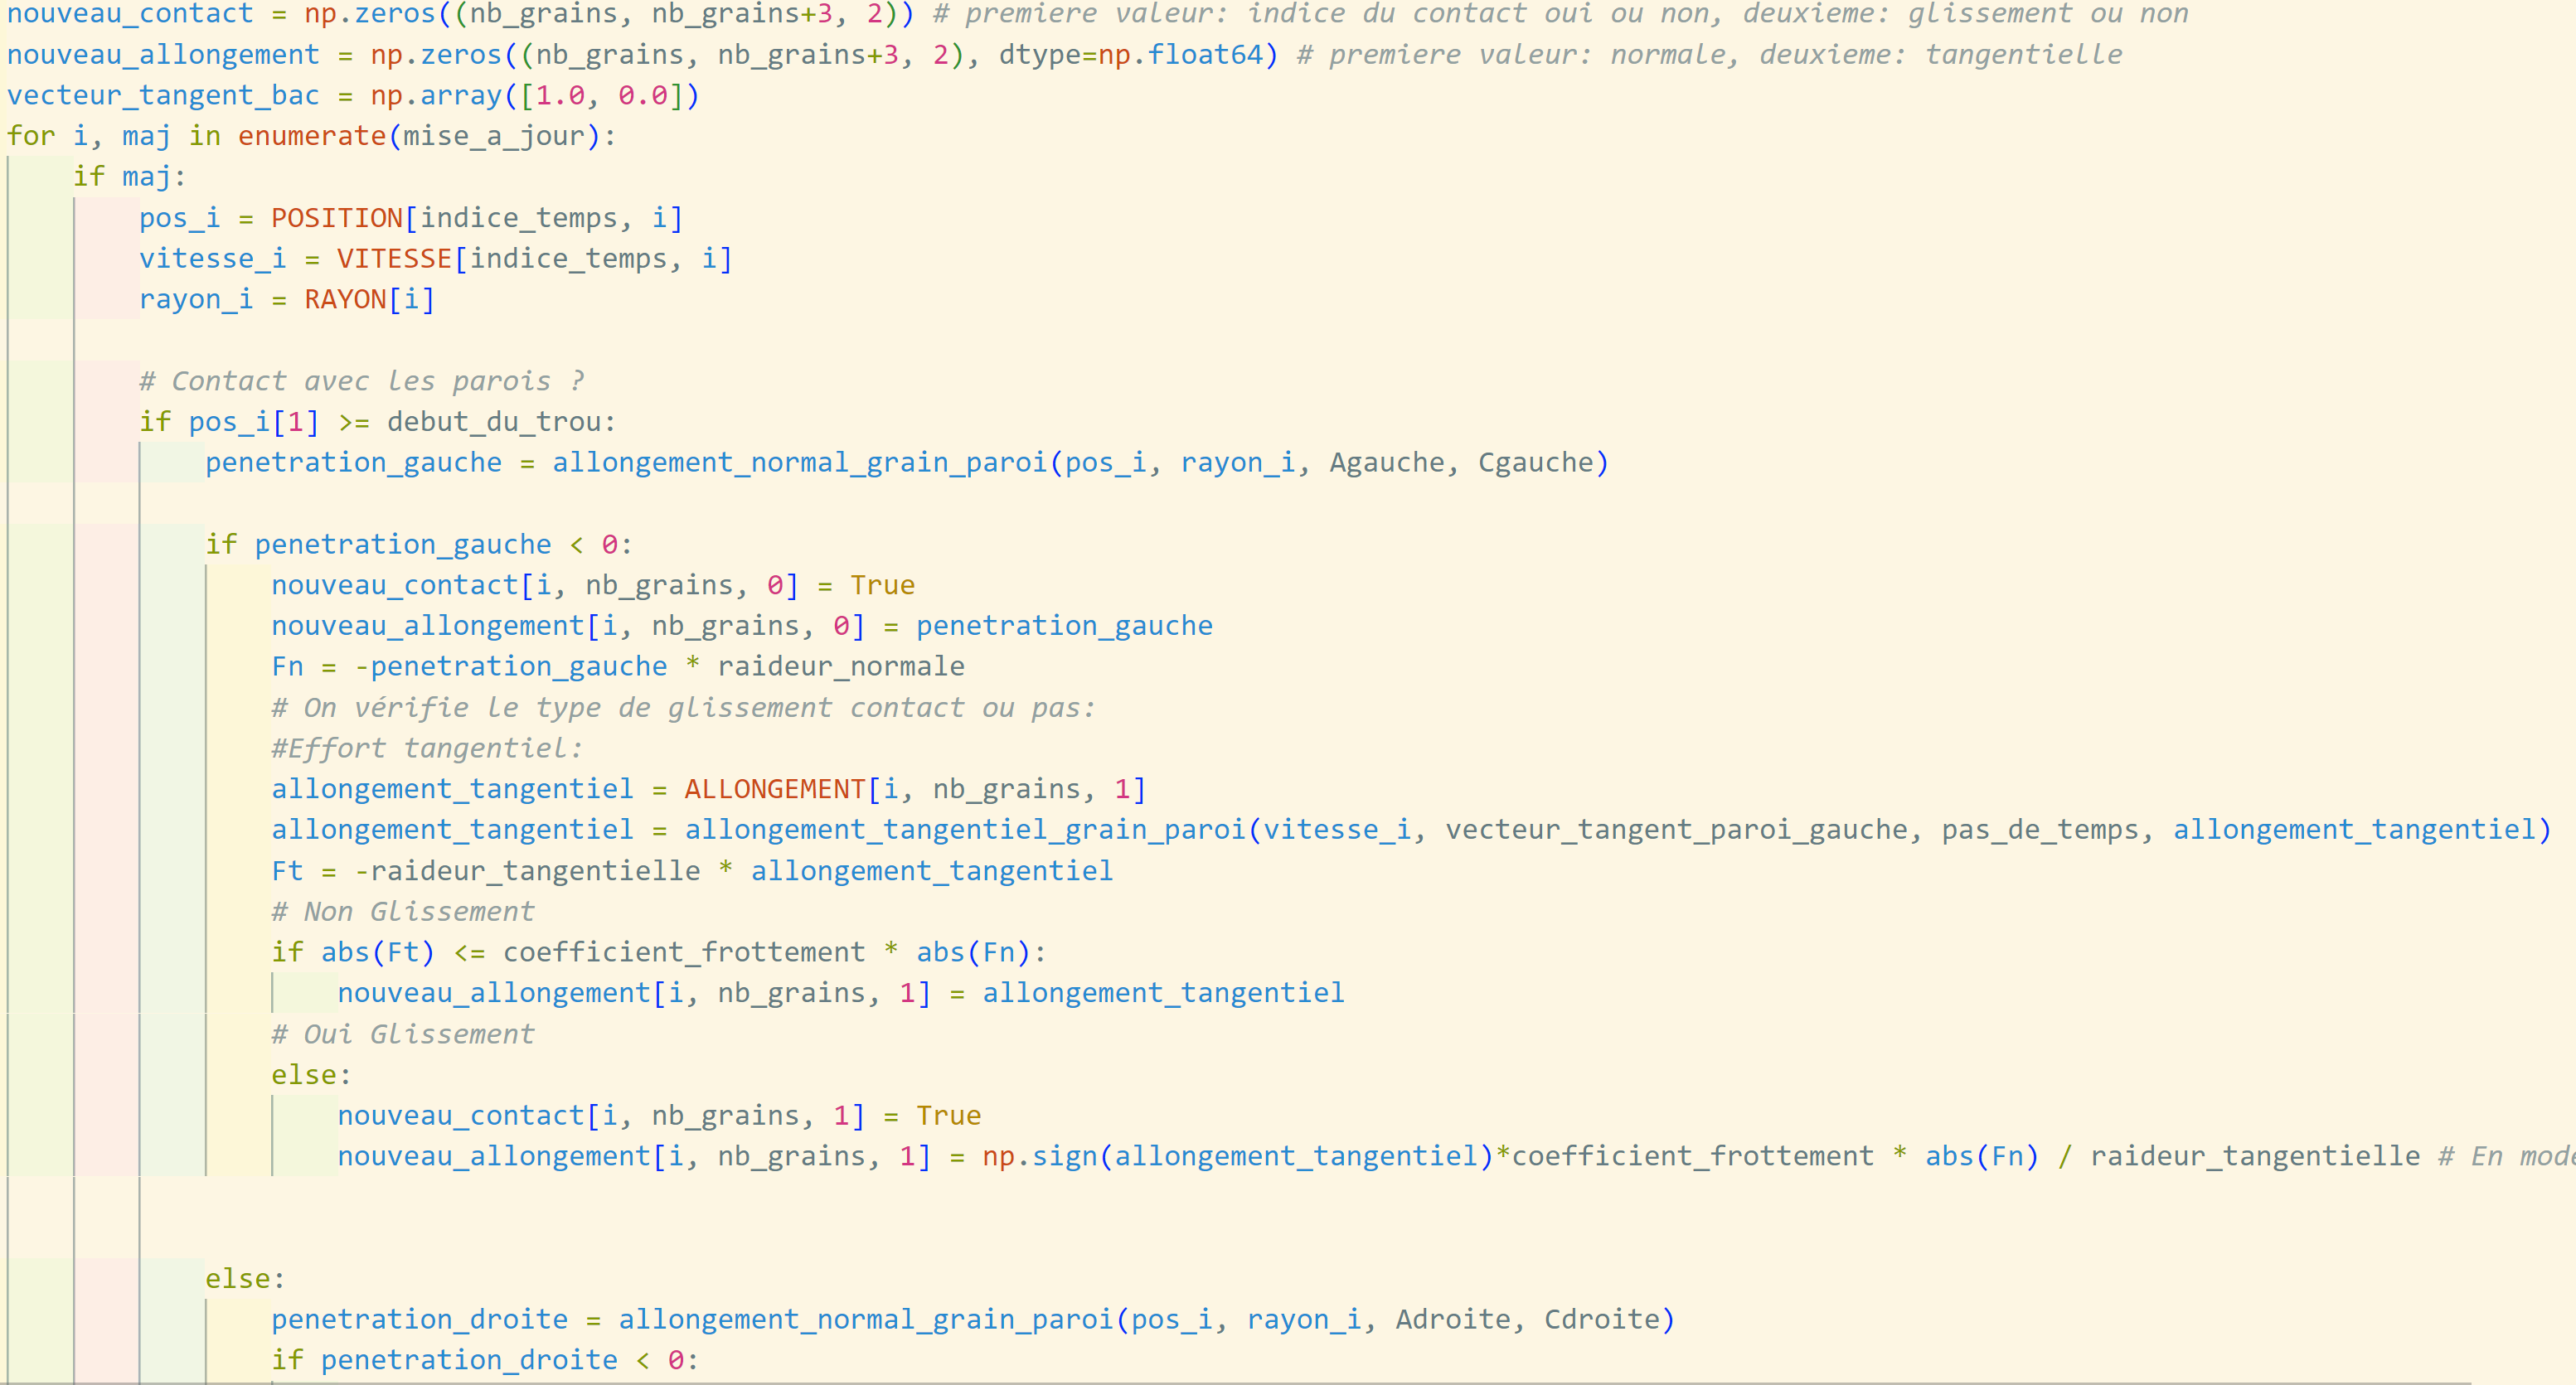 nouveau_contact = np.zeros((nb_grains, nb_grains+3, 2)) # premiere valeur: indice du contact oui ou non, deuxieme: glissement ou non
nouveau_allongement = np.zeros((nb_grains, nb_grains+3, 2), dtype=np.float64) # premiere valeur: normale, deuxieme: tangentielle
vecteur_tangent_bac = np.array([1.0, 0.0])
for i, maj in enumerate(mise_a_jour):
    if maj:
        pos_i = POSITION[indice_temps, i]
        vitesse_i = VITESSE[indice_temps, i]
        rayon_i = RAYON[i]

        # Contact avec les parois ?
        if pos_i[1] >= debut_du_trou:
            penetration_gauche = allongement_normal_grain_paroi(pos_i, rayon_i, Agauche, Cgauche)

            if penetration_gauche < 0:
                nouveau_contact[i, nb_grains, 0] = True
                nouveau_allongement[i, nb_grains, 0] = penetration_gauche
                Fn = -penetration_gauche * raideur_normale
                # On vérifie le type de glissement contact ou pas:
                #Effort tangentiel:
                allongement_tangentiel = ALLONGEMENT[i, nb_grains, 1]
                allongement_tangentiel = allongement_tangentiel_grain_paroi(vitesse_i, vecteur_tangent_paroi_gauche, pas_de_temps, allongement_tangentiel)
                Ft = -raideur_tangentielle * allongement_tangentiel
                # Non Glissement
                if abs(Ft) <= coefficient_frottement * abs(Fn):
                    nouveau_allongement[i, nb_grains, 1] = allongement_tangentiel
                # Oui Glissement
                else:
                    nouveau_contact[i, nb_grains, 1] = True
                    nouveau_allongement[i, nb_grains, 1] = np.sign(allongement_tangentiel)*coefficient_frottement * abs(Fn) / raideur_tangentielle # En

            else:
                penetration_droite = allongement_normal_grain_paroi(pos_i, rayon_i, Adroite, Cdroite)
                if penetration_droite < 0: